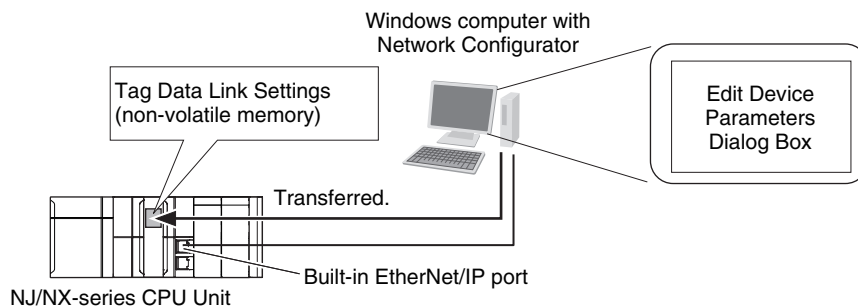 Windows computer with
Network Configurator
Tag Data Link Settings
(non-volatile memory)
Edit Device
Parameters
Dialog Box
Transferred.
Built-in EtherNet/IP port
NJ/NX-series CPU Unit